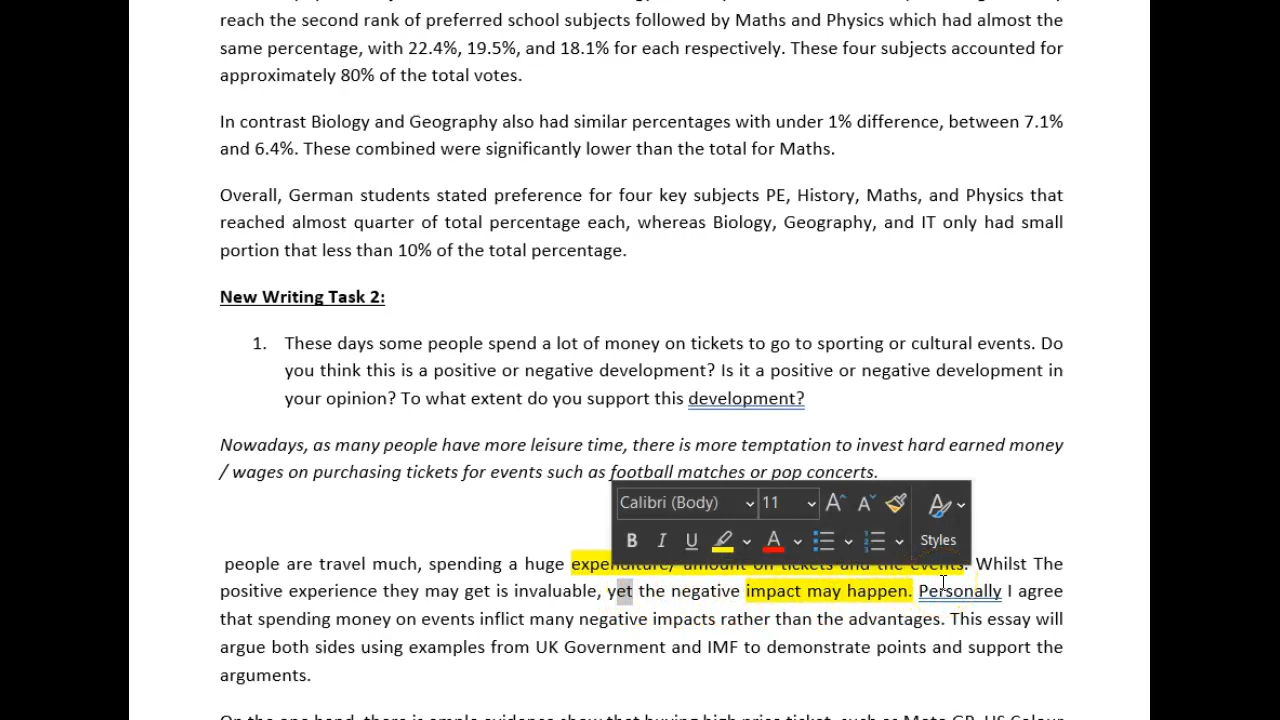 reach the second rank of preferred school subjects followed by Maths and Physics which had almost the
same percentage, with 22.4%, 19.5%, and 18.1% for each respectively. These four subjects accounted for
approximately 80% of the total votes.
In contrast Biology and Geography also had similar percentages with under 1% difference, between 7.1%
and 6.4%. These combined were significantly lower than the total for Maths.
Overall, German students stated preference for four key subjects PE, History, Maths, and Physics that
reached almost quarter of total percentage each, whereas Biology, Geography, and IT only had small
portion that less than 10% of the total percentage.
New Writing Task 2:
1. These days some people spend a lot of money on tickets to go to sporting or cultural events. Do
you think this is a positive or negative development? Is it a positive or negative development in
your opinion? To what extent do you support this development?
Nowadays, as many people have more leisure time, there is more temptation to invest hard earned money
/ wages on purchasing tickets for events such as football matches or pop concerts.
Calibri (Body) 11 A A
B I U A Styles
people are travel much, spending a huge expenditure/ amount on tickets and the events. Whilst The
positive experience they may get is invaluable, yet the negative impact may happen. Personally I agree
that spending money on events inflict many negative impacts rather than the advantages. This essay will
argue both sides using examples from UK Government and IMF to demonstrate points and support the
arguments.